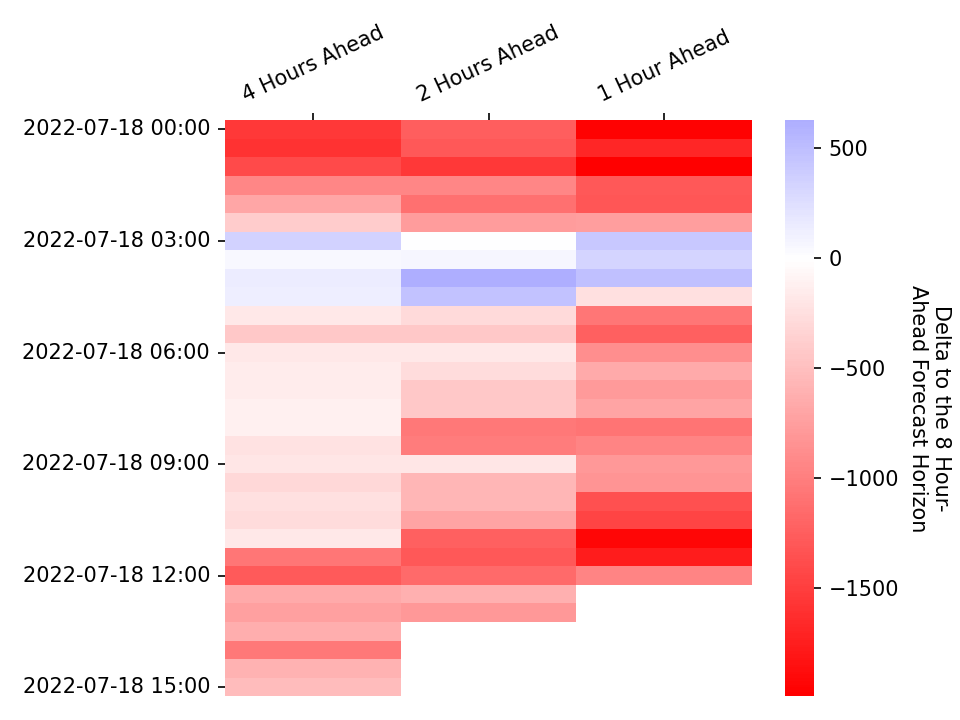 4 Hours Ahead
2 Hours Ahead
1 Hour Ahead
2022-07-18 00:00
2022-07-18 03:00
2022-07-18 06:00
2022-07-18 09:00
2022-07-18 12:00
2022-07-18 15:00
500
0
−500
−1000
−1500
Delta to the 8 Hour-
Ahead Forecast Horizon